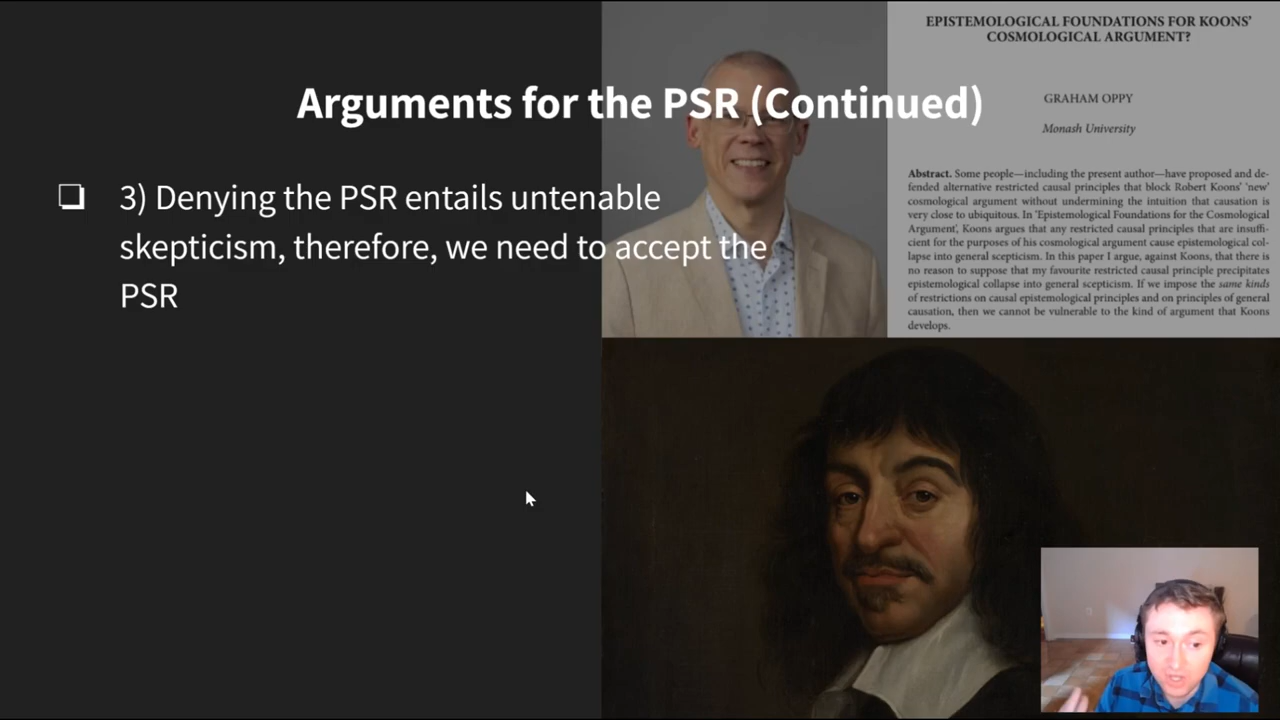 Arguments for the PSR (Continued)
❏ 3) Denying the PSR entails untenable
skepticism, therefore, we need to accept the
PSR
EPISTEMOLOGICAL FOUNDATIONS FOR KOONS’
COSMOLOGICAL ARGUMENT?
GRAHAM OPPY
Monash University
Abstract. Some people—including the present author—have proposed and de-
fended alternative restricted causal principles that block Robert Koons’ ‘new’
cosmological argument without undermining the intuition that causation is
very close to ubiquitous. In ‘Epistemological Foundations for the Cosmological
Argument’, Koons argues that any restricted causal principles that are insuffi-
cient for the purposes of his cosmological argument cause epistemological col-
lapse into general scepticism. In this paper I argue, against Koons, that there is
no reason to suppose that my favourite restricted causal principle precipitates
epistemological collapse into general scepticism. If we impose the same kinds
of restrictions on causal epistemological principles and on principles of general
causation, then we cannot be vulnerable to the kind of argument that Koons
develops.